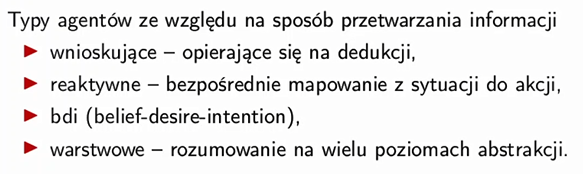 Typy agentów ze względu na sposób przetwarzania informacji
▶ wnioskujące – opierające się na dedukcji,
▶ reaktywne – bezpośrednie mapowanie z sytuacji do akcji,
▶ bdi (belief-desire-intention),
▶ warstwowe – rozumowanie na wielu poziomach abstrakcji.